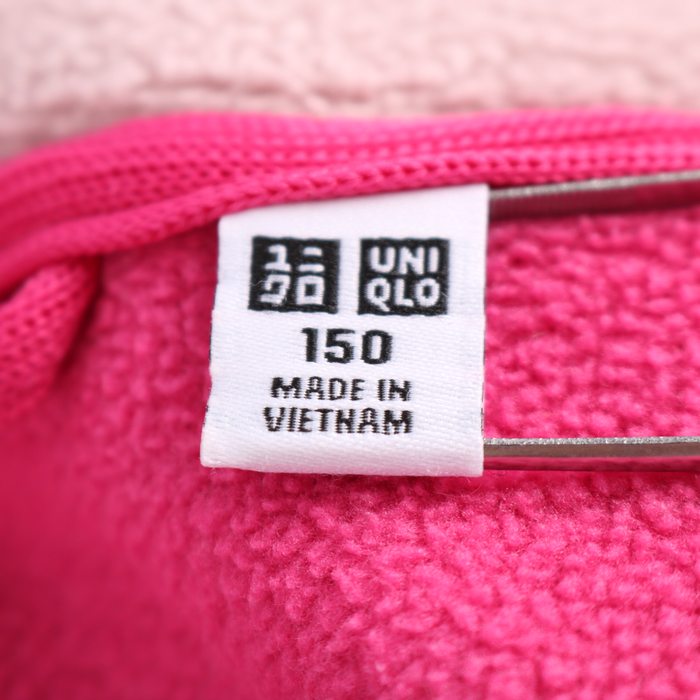 ユニ UNI
クロ QLO
150
MADE IN
VIETNAM